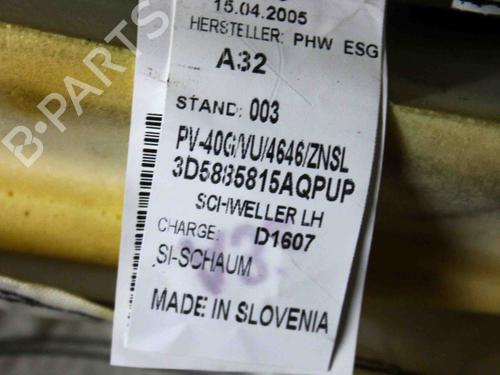 B-PARTS
15.04.2005
HERSTELLER: PHW ESG
A32
STAND: 003
PV-40G/VU/4646/ZNSL
3D5885815AQPUP
SCHWELLER LH
CHARGE: D1607
SI-SCHAUM
MADE IN SLOVENIA